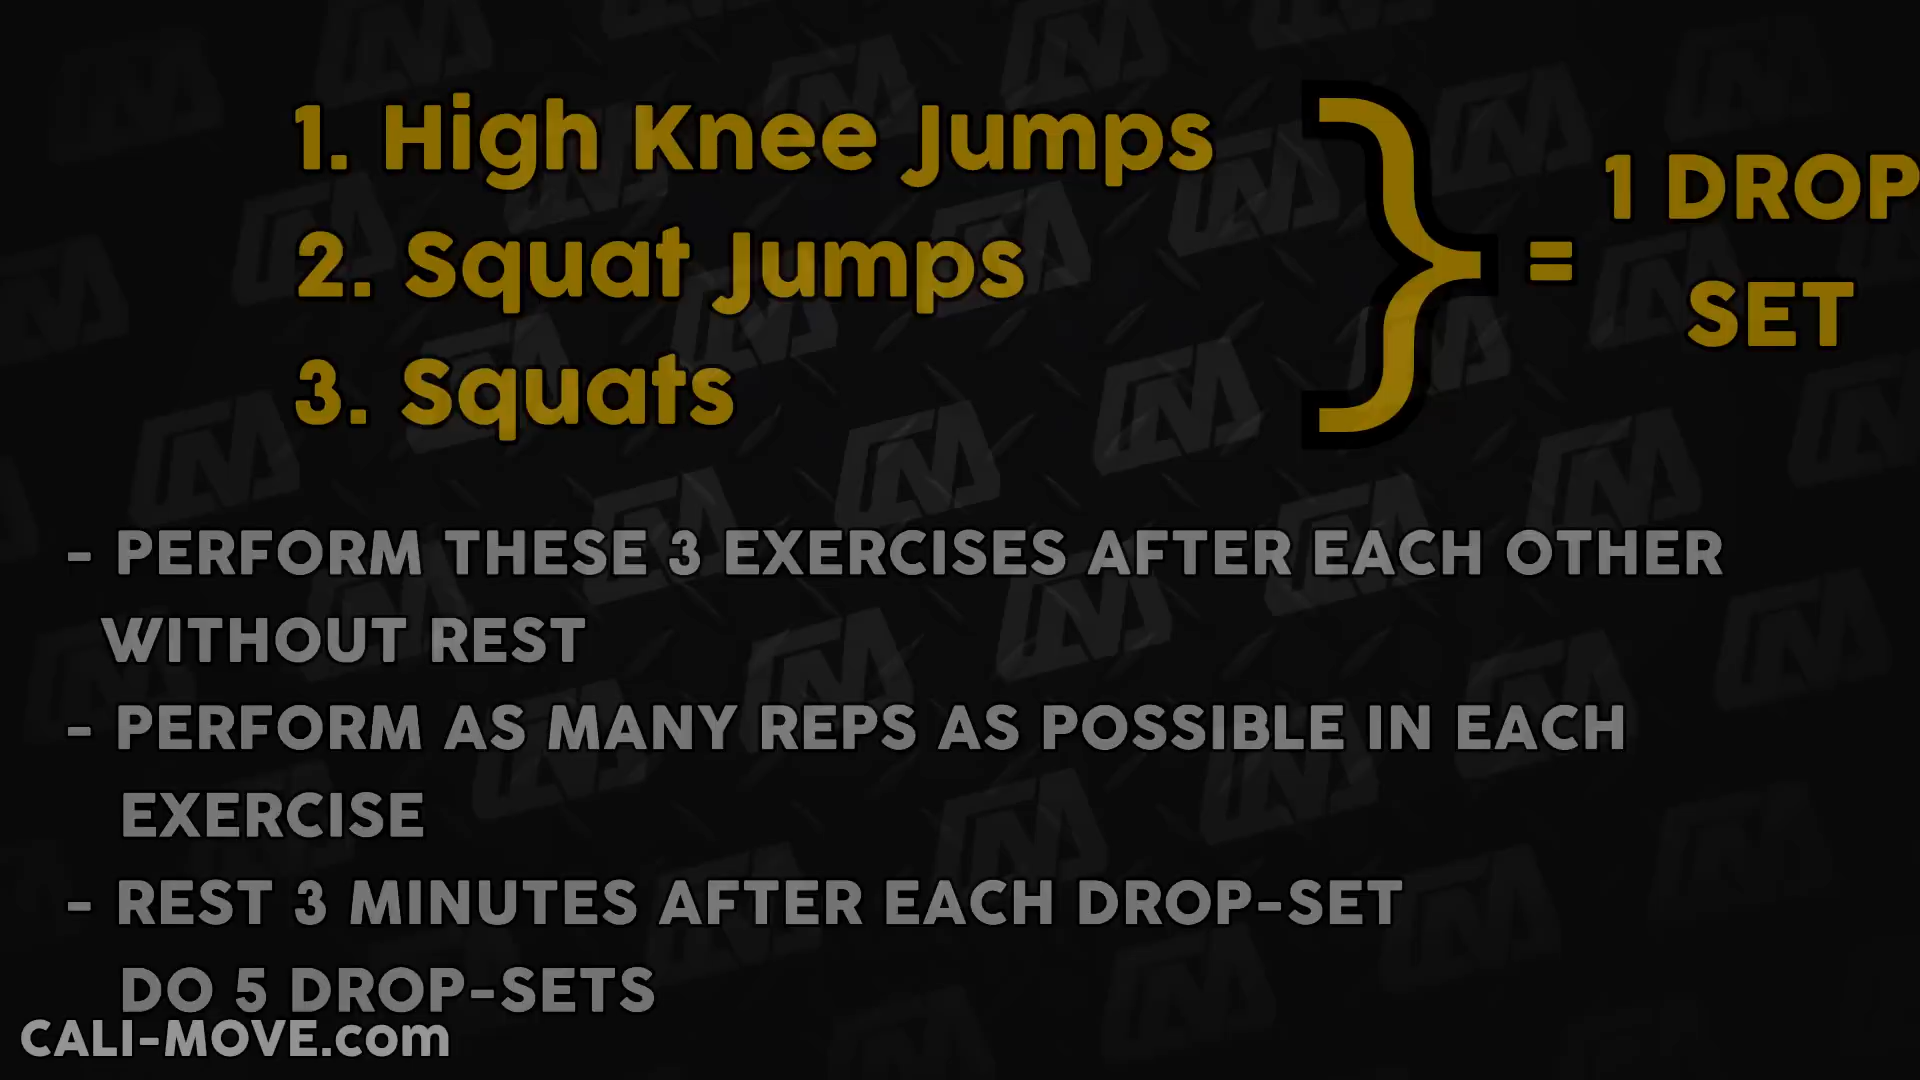 1. High Knee Jumps
2. Squat Jumps
3. Squats
}
= 1 DROP
SET
- PERFORM THESE 3 EXERCISES AFTER EACH OTHER
WITHOUT REST
- PERFORM AS MANY REPS AS POSSIBLE IN EACH
EXERCISE
- REST 3 MINUTES AFTER EACH DROP-SET
DO 5 DROP-SETS
CALI-MOVE.com